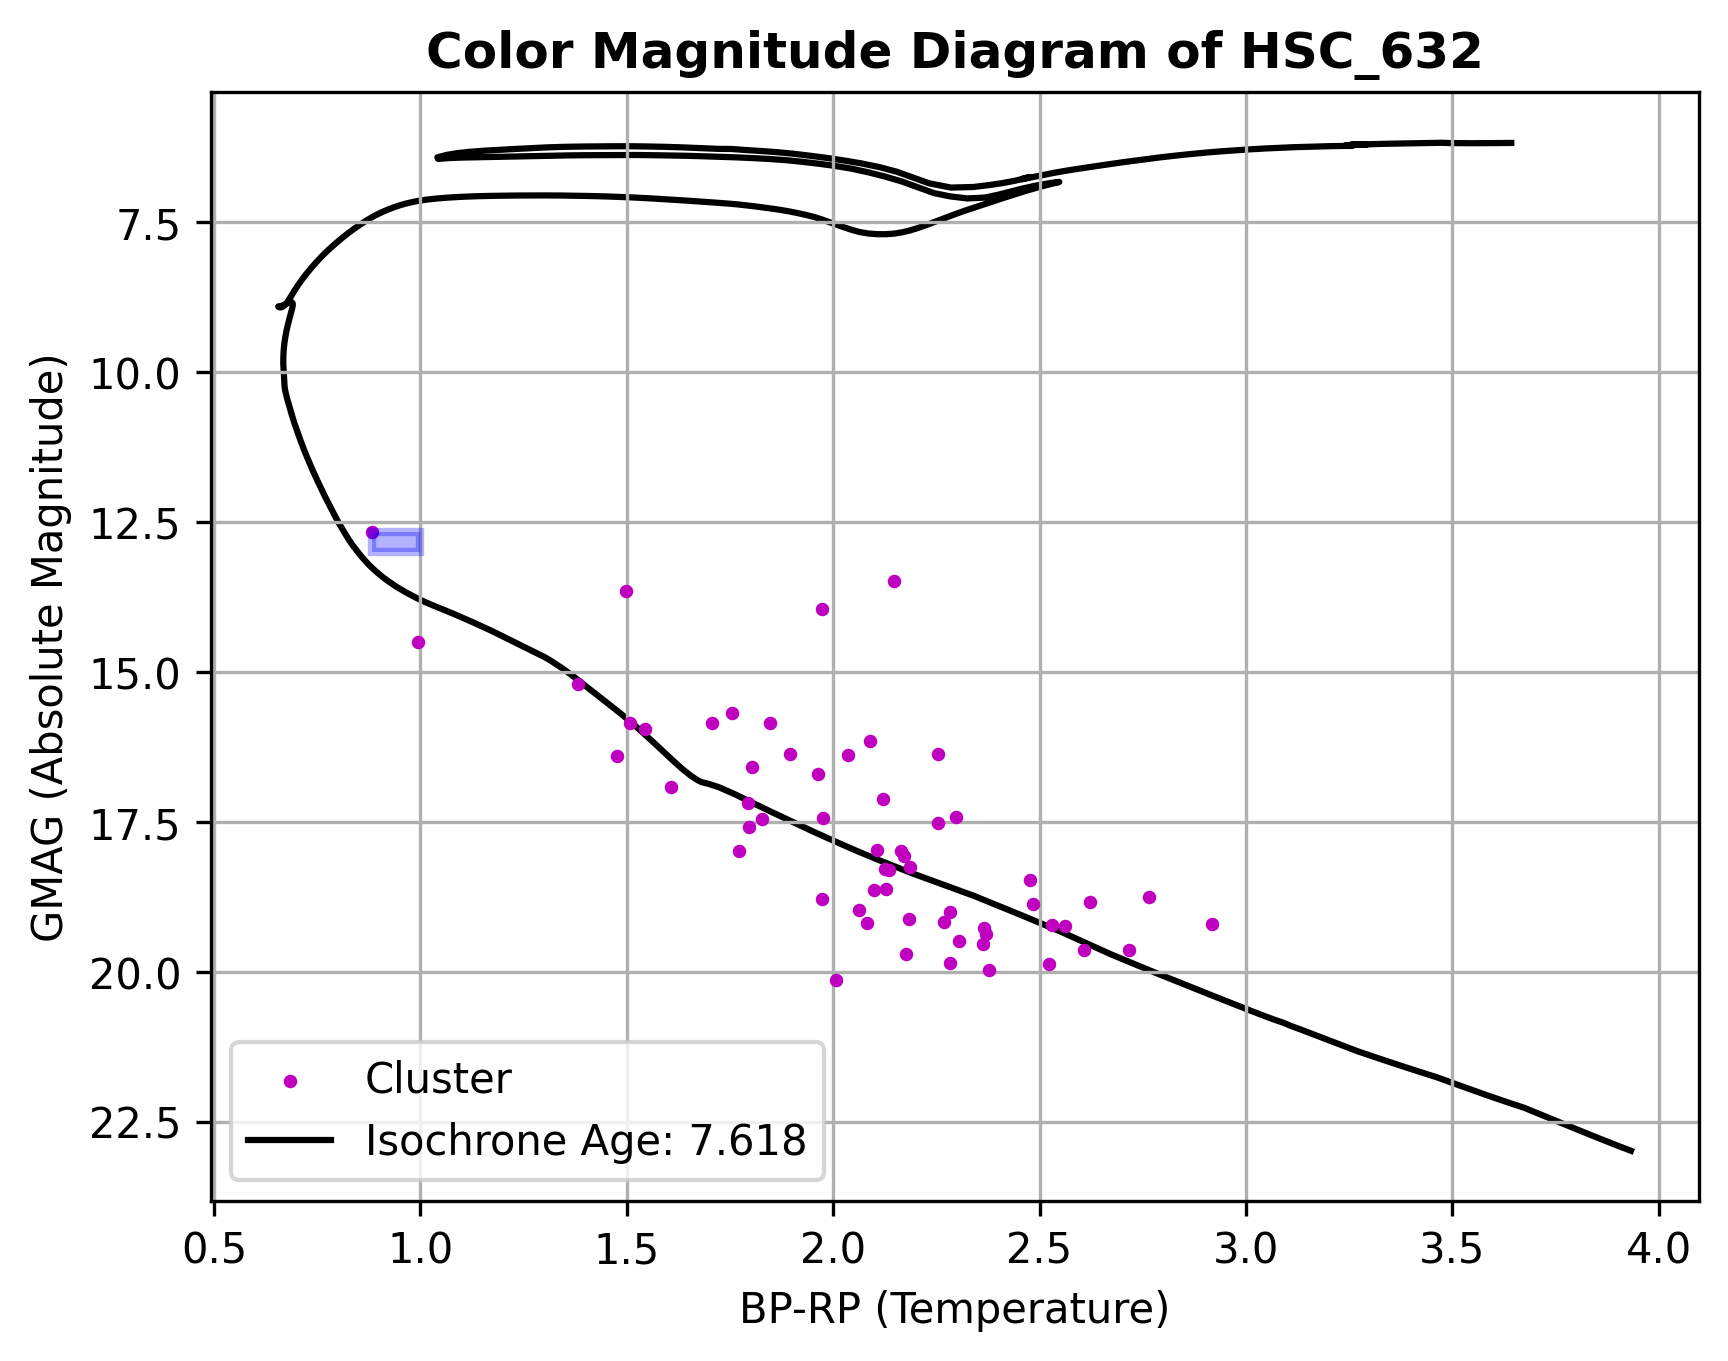 Color Magnitude Diagram of HSC_632
GMAG (Absolute Magnitude)
7.5
10.0
12.5
15.0
17.5
20.0
22.5
Cluster
Isochrone Age: 7.618
0.5 1.0 1.5 2.0 2.5 3.0 3.5 4.0
BP-RP (Temperature)